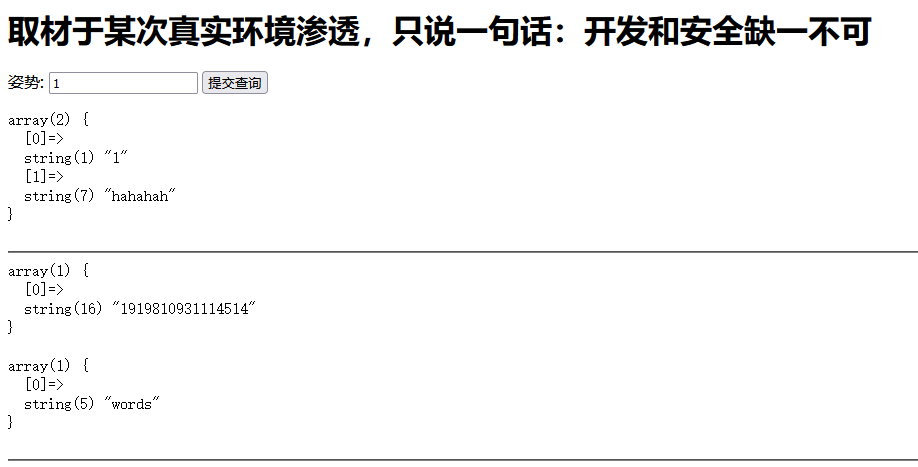 取材于某次真实环境渗透，只说一句话：开发和安全缺一不可
姿势: 1 提交查询
array(2) {
  [0]=>
  string(1) "1"
  [1]=>
  string(7) "hahahah"
}
array(1) {
  [0]=>
  string(16) "1919810931114514"
}
array(1) {
  [0]=>
  string(5) "words"
}